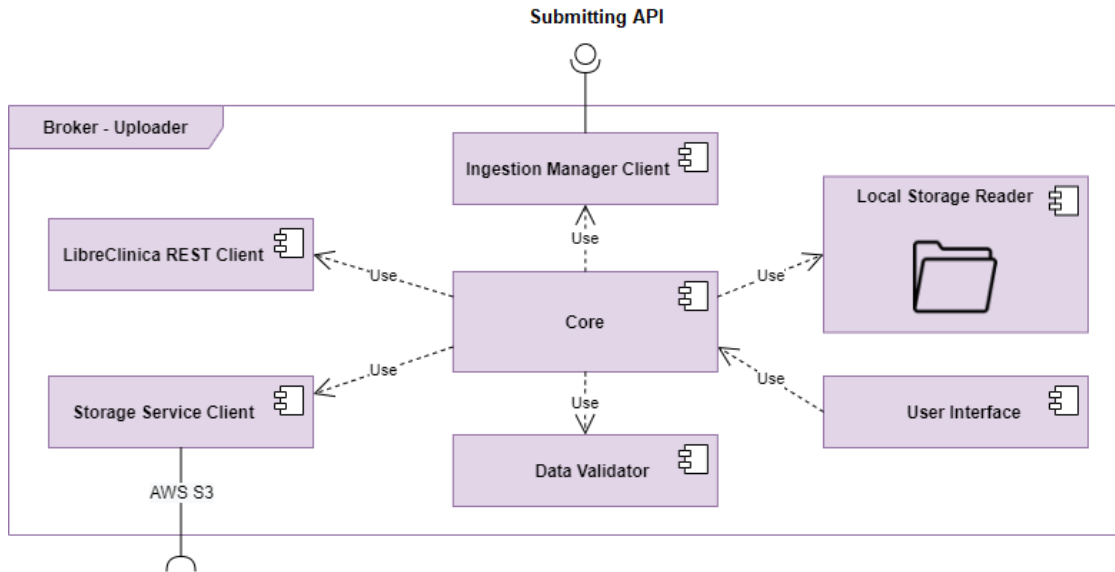 Submitting API
Broker - Uploader
Ingestion Manager Client
Local Storage Reader
LibreClinica REST Client
Use
Use
Use
Core
Use
Use
Use
Storage Service Client
User Interface
Data Validator
AWS S3